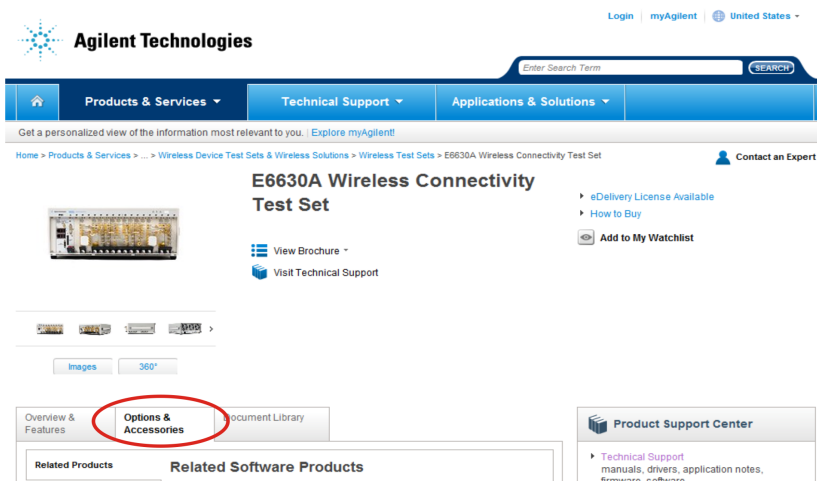 Login | myAgilent | United States
Agilent Technologies
Enter Search Term
SEARCH
Products & Services
Technical Support
Applications & Solutions
Get a personalized view of the information most relevant to you. | Explore myAgilent!
Home > Products & Services > ... > Wireless Device Test Sets & Wireless Solutions > Wireless Test Sets > E6630A Wireless Connectivity Test Set
Contact an Expert
E6630A Wireless Connectivity
Test Set
eDelivery License Available
How to Buy
Add to My Watchlist
View Brochure
Visit Technical Support
Images
360°
Overview &
Features
Options &
Accessories
Document Library
Product Support Center
Related Products
Related Software Products
Technical Support
manuals, drivers, application notes,
firmware, software